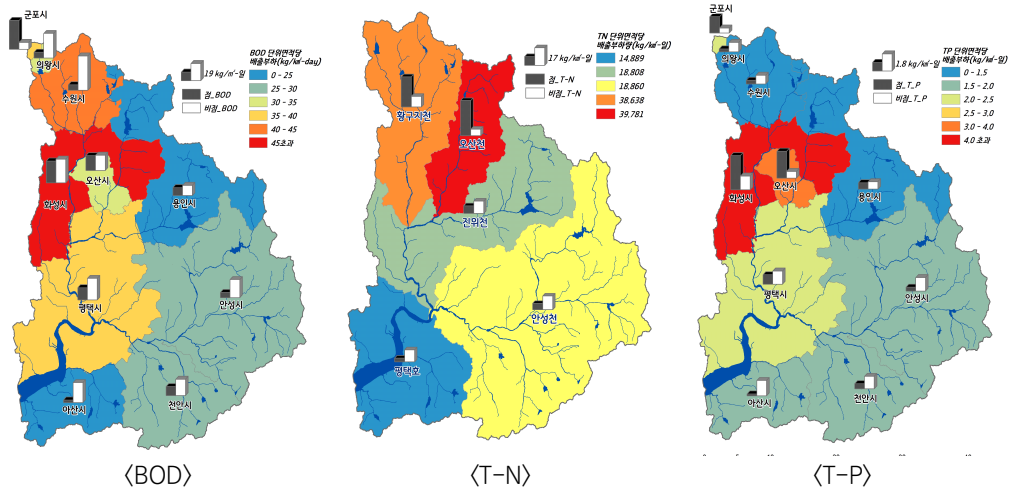 군포시
의왕시
수원시
화성시
오산시
용인시
평택시
안성시
아산시
천안시
BOD 단위면적당
배출부하(kg/㎢-day)
19 kg/㎢-일
점_BOD
비점_BOD
0 - 25
25 - 30
30 - 35
35 - 40
40 - 45
45초과
〈BOD〉
황구지천
오산천
진위천
안성천
평택호
TN 단위면적당
배출부하량(kg/㎢-일)
17 kg/㎢-일
점_T-N
비점_T-N
14,889
18,808
18,860
38,638
39,781
〈T-N〉
군포시
의왕시
수원시
화성시
오산시
용인시
평택시
안성시
아산시
천안시
TP 단위면적당
배출부하(kg/㎢-일)
1.8 kg/㎢-일
점_T_P
비점_T_P
0 - 1.5
1.5 - 2.0
2.0 - 2.5
2.5 - 3.0
3.0 - 4.0
4.0 초과
〈T-P〉